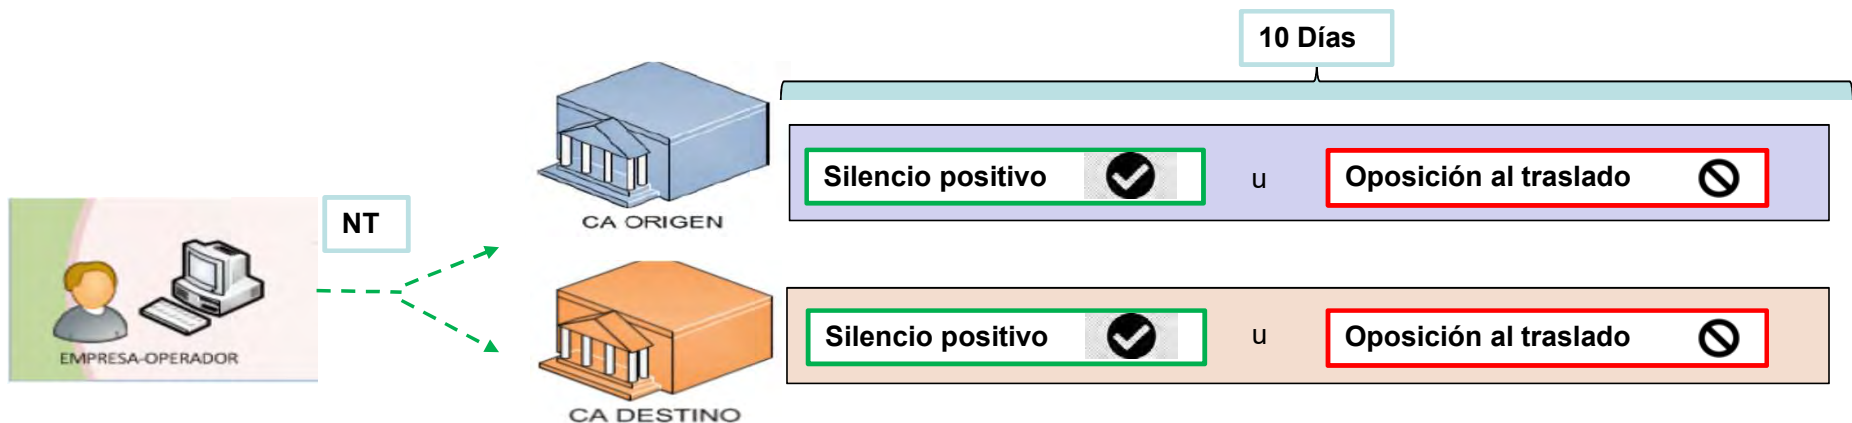 10 Días
Silencio positivo u Oposición al traslado
CA ORIGEN
NT
EMPRESA-OPERADOR
Silencio positivo u Oposición al traslado
CA DESTINO